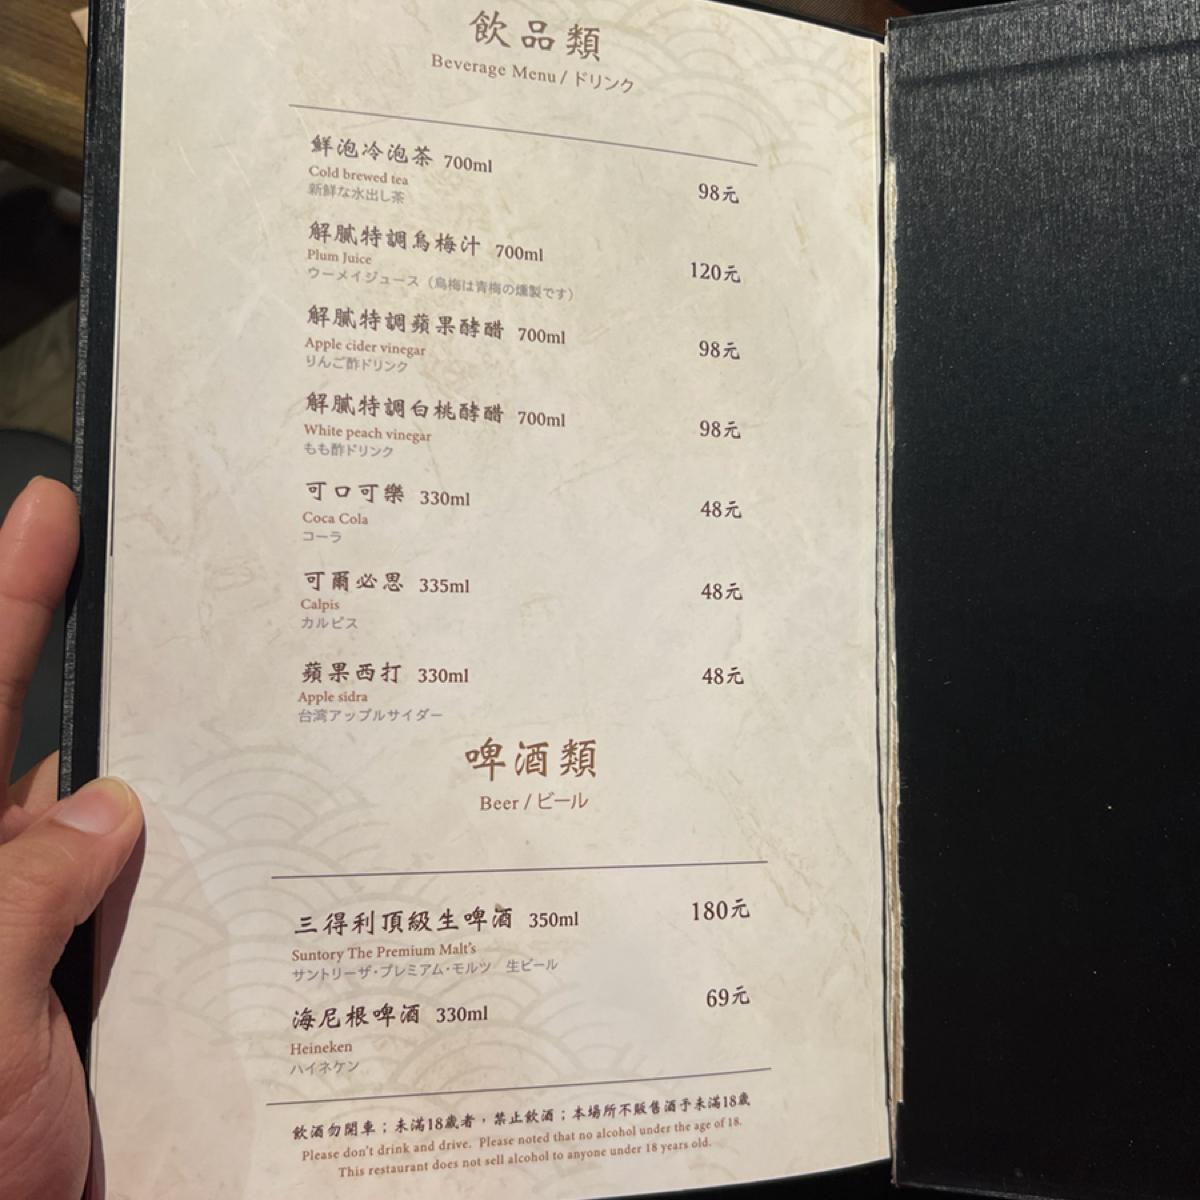 飲品類
Beverage Menu / ドリンク
鮮泡冷泡茶 700ml 98元
Cold brewed tea
新鮮な水出し茶
解膩特調烏梅汁 700ml 120元
Plum Juice
ウーメイジュース（烏梅は青梅の燻製です）
解膩特調蘋果酵醋 700ml 98元
Apple cider vinegar
りんご酢ドリンク
解膩特調白桃酵醋 700ml 98元
White peach vinegar
もも酢ドリンク
可口可樂 330ml 48元
Coca Cola
コーラ
可爾必思 335ml 48元
Calpis
カルピス
蘋果西打 330ml 48元
Apple sidra
台湾アップルサイダー
啤酒類
Beer / ビール
三得利頂級生啤酒 350ml 180元
Suntory The Premium Malt's
サントリーザ・プレミアム・モルツ 生ビール
海尼根啤酒 330ml 69元
Heineken
ハイネケン
飲酒勿開車；未滿18歲者，禁止飲酒；本場所不販售酒予未滿18歲
Please don't drink and drive. Please noted that no alcohol under the age of 18.
This restaurant does not sell alcohol to anyone under 18 years old.